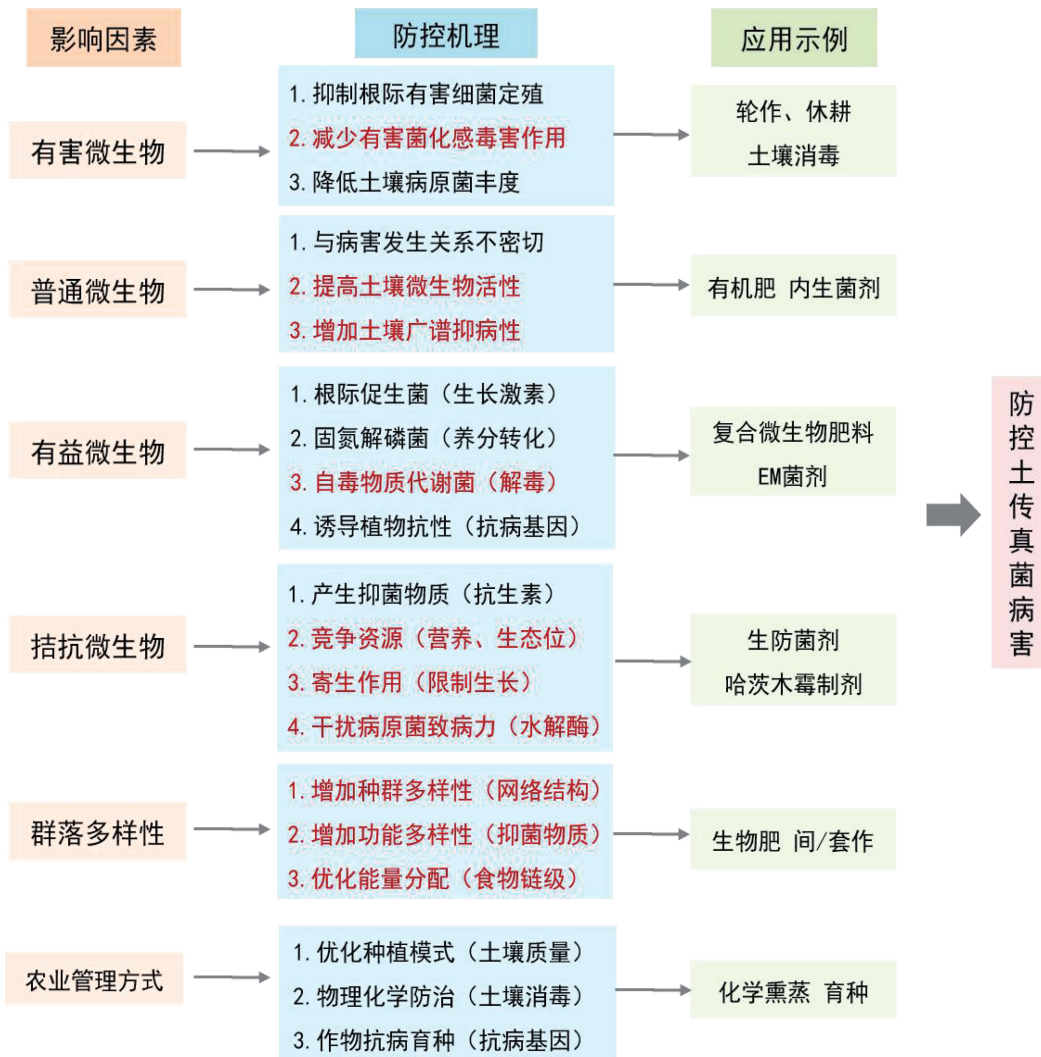 影响因素
防控机理
应用示例
有害微生物
1. 抑制根际有害细菌定殖
2. 减少有害菌化感毒害作用
3. 降低土壤病原菌丰度
轮作、休耕
土壤消毒
普通微生物
1. 与病害发生关系不密切
2. 提高土壤微生物活性
3. 增加土壤广谱抑病性
有机肥 内生菌剂
有益微生物
1. 根际促生菌（生长激素）
2. 固氮解磷菌（养分转化）
3. 自毒物质代谢菌（解毒）
4. 诱导植物抗性（抗病基因）
复合微生物肥料
EM菌剂
拮抗微生物
1. 产生抑菌物质（抗生素）
2. 竞争资源（营养、生态位）
3. 寄生作用（限制生长）
4. 干扰病原菌致病力（水解酶）
生防菌剂
哈茨木霉制剂
群落多样性
1. 增加种群多样性（网络结构）
2. 增加功能多样性（抑菌物质）
3. 优化能量分配（食物链级）
生物肥 间/套作
农业管理方式
1. 优化种植模式（土壤质量）
2. 物理化学防治（土壤消毒）
3. 作物抗病育种（抗病基因）
化学熏蒸 育种
防控土传真菌病害